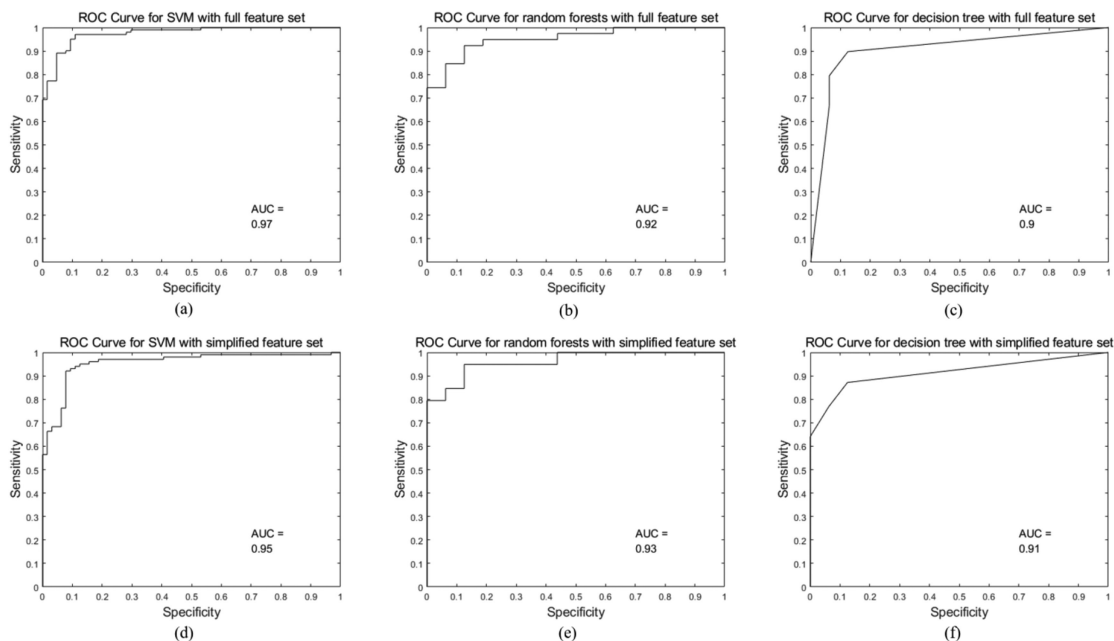 ROC Curve for SVM with full feature set
1
0.9
0.8
0.7
0.6
0.5
0.4
0.3
0.2
0.1
0
Sensitivity
AUC =
0.97
0 0.1 0.2 0.3 0.4 0.5 0.6 0.7 0.8 0.9 1
Specificity
(a)
ROC Curve for random forests with full feature set
1
0.9
0.8
0.7
0.6
0.5
0.4
0.3
0.2
0.1
0
Sensitivity
AUC =
0.92
0 0.1 0.2 0.3 0.4 0.5 0.6 0.7 0.8 0.9 1
Specificity
(b)
ROC Curve for decision tree with full feature set
1
0.9
0.8
0.7
0.6
0.5
0.4
0.3
0.2
0.1
0
Sensitivity
AUC =
0.9
0 0.1 0.2 0.3 0.4 0.5 0.6 0.7 0.8 0.9 1
Specificity
(c)
ROC Curve for SVM with simplified feature set
1
0.9
0.8
0.7
0.6
0.5
0.4
0.3
0.2
0.1
0
Sensitivity
AUC =
0.95
0 0.1 0.2 0.3 0.4 0.5 0.6 0.7 0.8 0.9 1
Specificity
(d)
ROC Curve for random forests with simplified feature set
1
0.9
0.8
0.7
0.6
0.5
0.4
0.3
0.2
0.1
0
Sensitivity
AUC =
0.93
0 0.1 0.2 0.3 0.4 0.5 0.6 0.7 0.8 0.9 1
Specificity
(e)
ROC Curve for decision tree with simplified feature set
1
0.9
0.8
0.7
0.6
0.5
0.4
0.3
0.2
0.1
0
Sensitivity
AUC =
0.91
0 0.1 0.2 0.3 0.4 0.5 0.6 0.7 0.8 0.9 1
Specificity
(f)